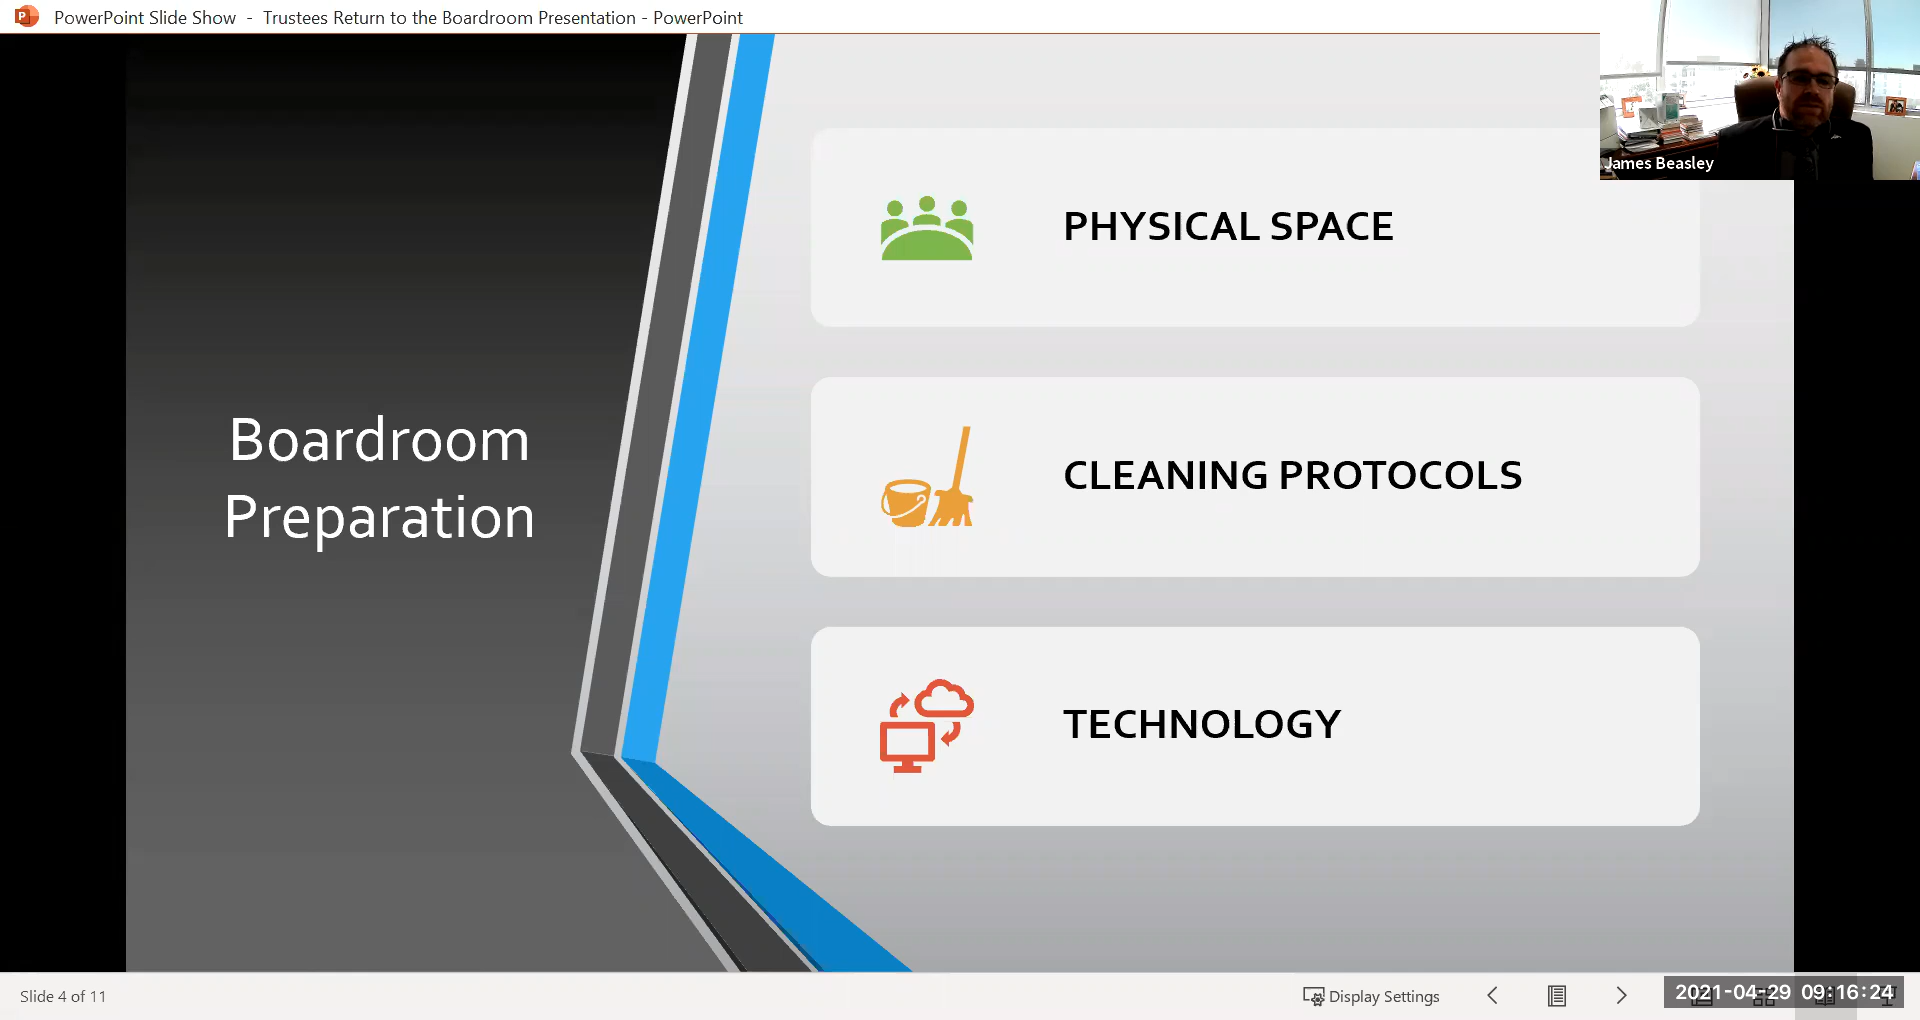 PowerPoint Slide Show - Trustees Return to the Boardroom Presentation - PowerPoint
James Beasley
Boardroom
Preparation
PHYSICAL SPACE
CLEANING PROTOCOLS
TECHNOLOGY
Slide 4 of 11
Display Settings
2021-04-29 09:16:24